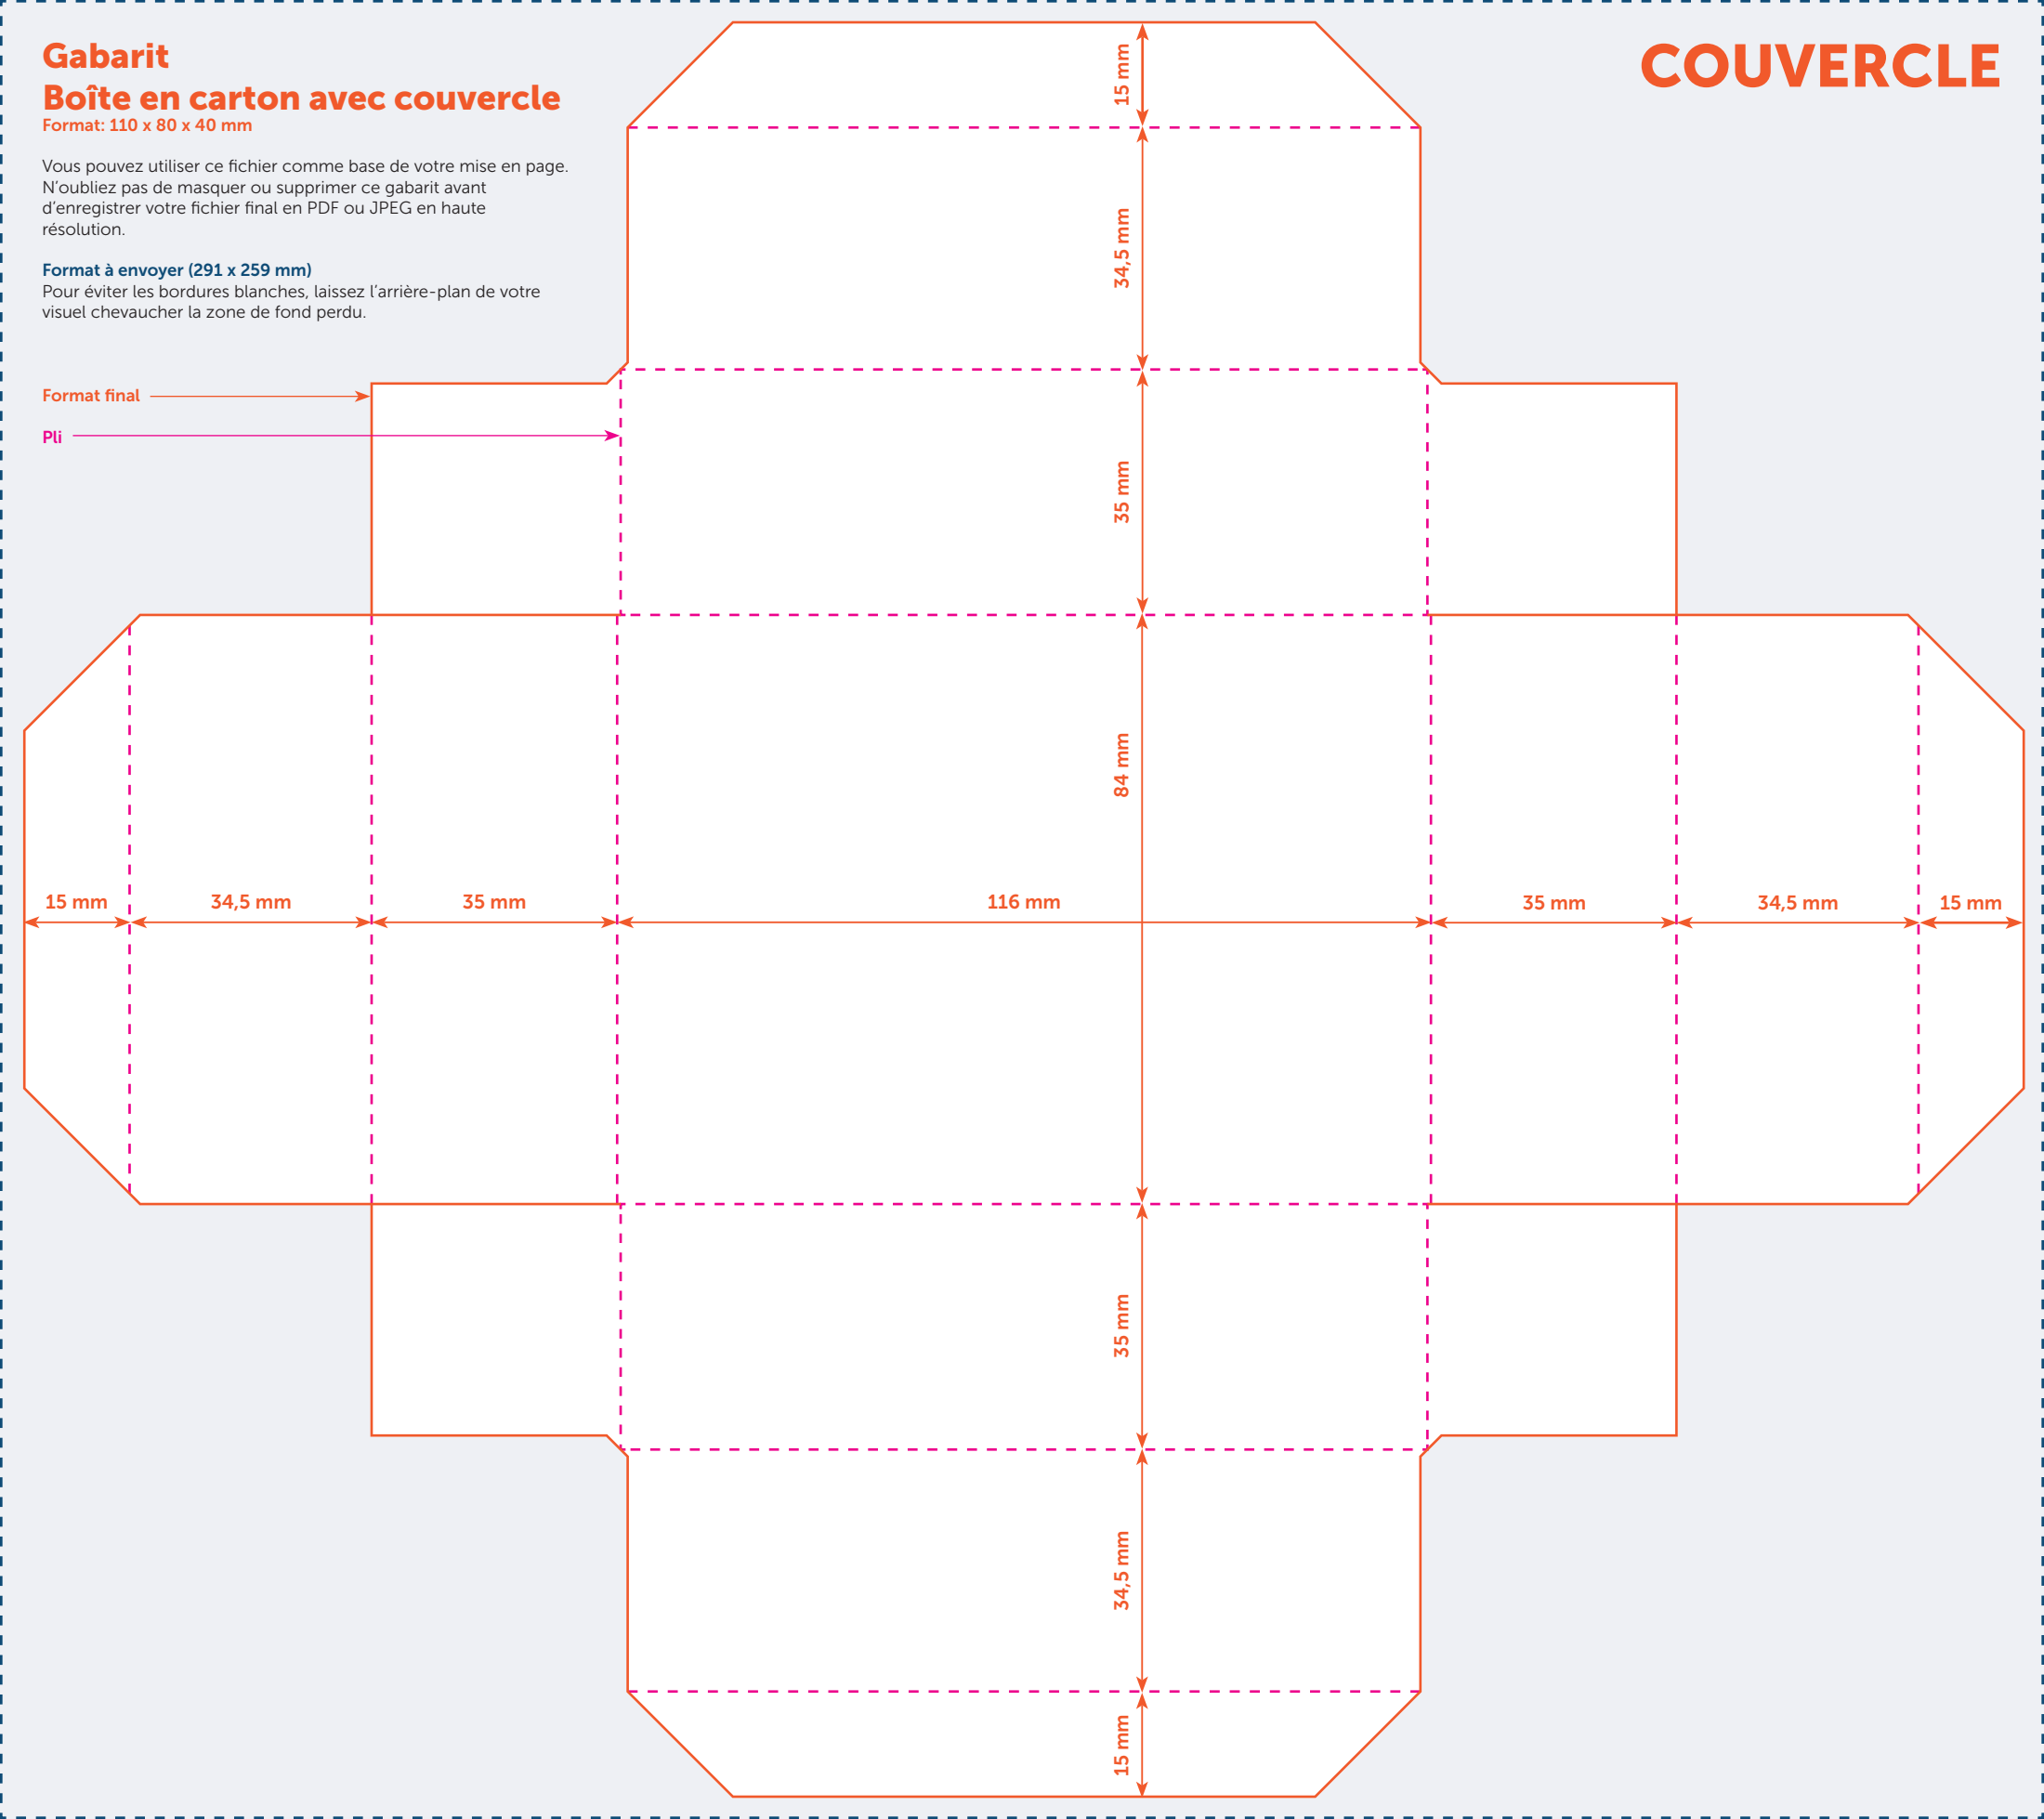 Gabarit
Boîte en carton avec couvercle
Format: 110 x 80 x 40 mm
COUVERCLE
Vous pouvez utiliser ce fichier comme base de votre mise en page.
N’oubliez pas de masquer ou supprimer ce gabarit avant
d’enregistrer votre fichier final en PDF ou JPEG en haute
résolution.
Format à envoyer (291 x 259 mm)
Pour éviter les bordures blanches, laissez l’arrière-plan de votre
visuel chevaucher la zone de fond perdu.
Format final
Pli
15 mm
34,5 mm
35 mm
84 mm
15 mm
34,5 mm
35 mm
116 mm
35 mm
34,5 mm
15 mm
35 mm
34,5 mm
15 mm